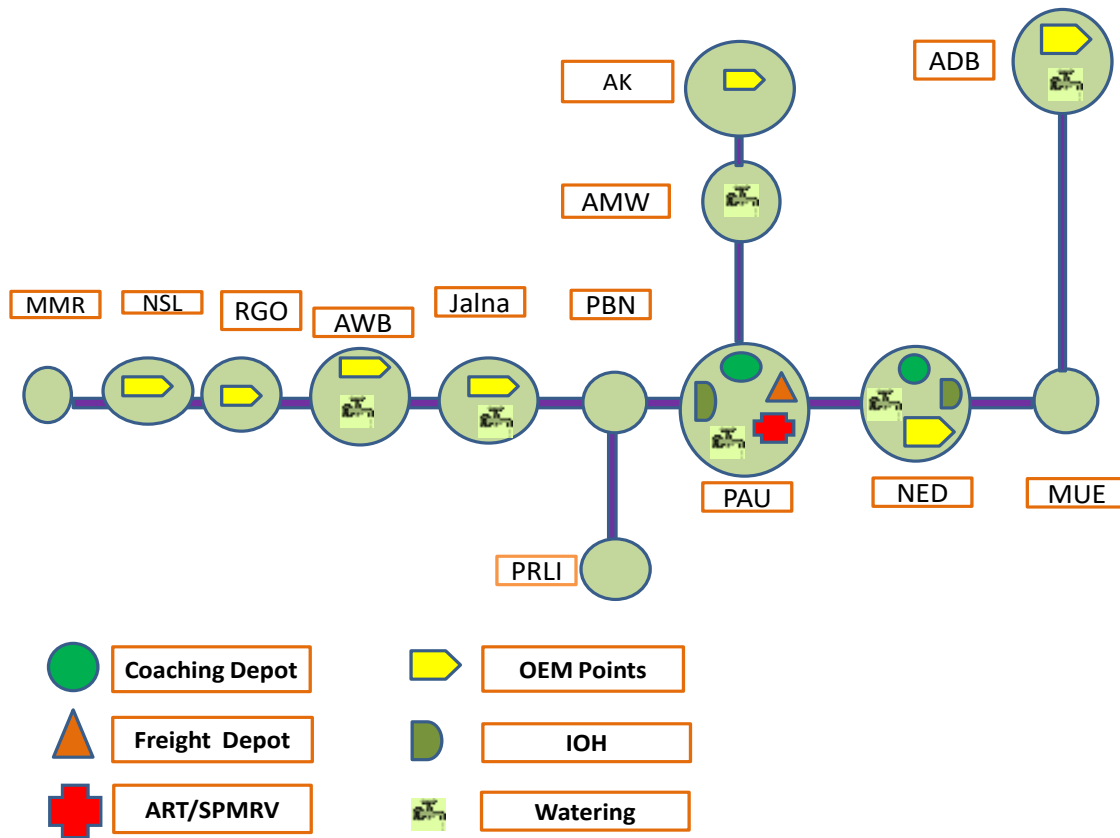 ADB
AK
AMW
MMR
NSL
RGO
AWB
Jalna
PBN
PAU
NED
MUE
PRLI
Coaching Depot
OEM Points
Freight Depot
IOH
ART/SPMRV
Watering